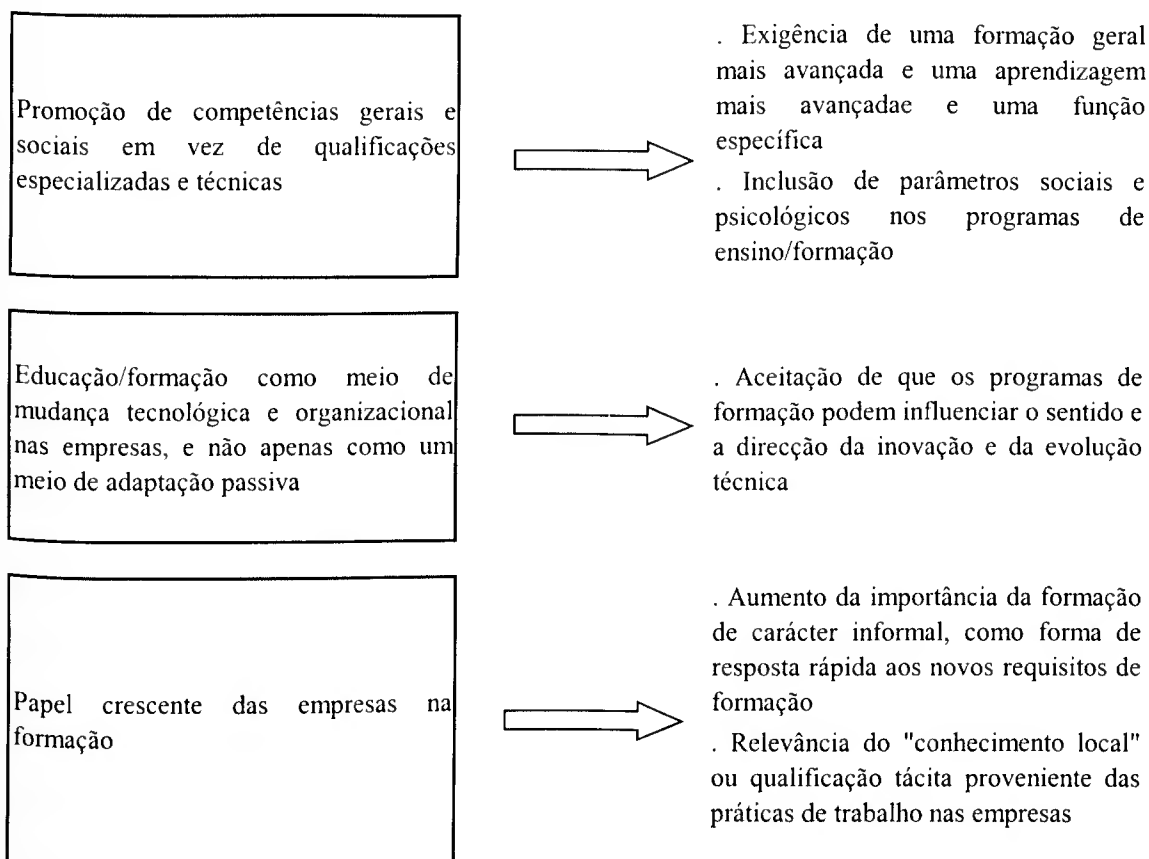 Promoção de competências gerais e
sociais em vez de qualificações
especializadas e técnicas
. Exigência de uma formação geral
mais avançada e uma aprendizagem
mais avançadae e uma função
específica
. Inclusão de parâmetros sociais e
psicológicos nos programas de
ensino/formação
Educação/formação como meio de
mudança tecnológica e organizacional
nas empresas, e não apenas como um
meio de adaptação passiva
. Aceitação de que os programas de
formação podem influenciar o sentido e
a direcção da inovação e da evolução
técnica
Papel crescente das empresas na
formação
. Aumento da importância da formação
de carácter informal, como forma de
resposta rápida aos novos requisitos de
formação
. Relevância do "conhecimento local"
ou qualificação tácita proveniente das
práticas de trabalho nas empresas